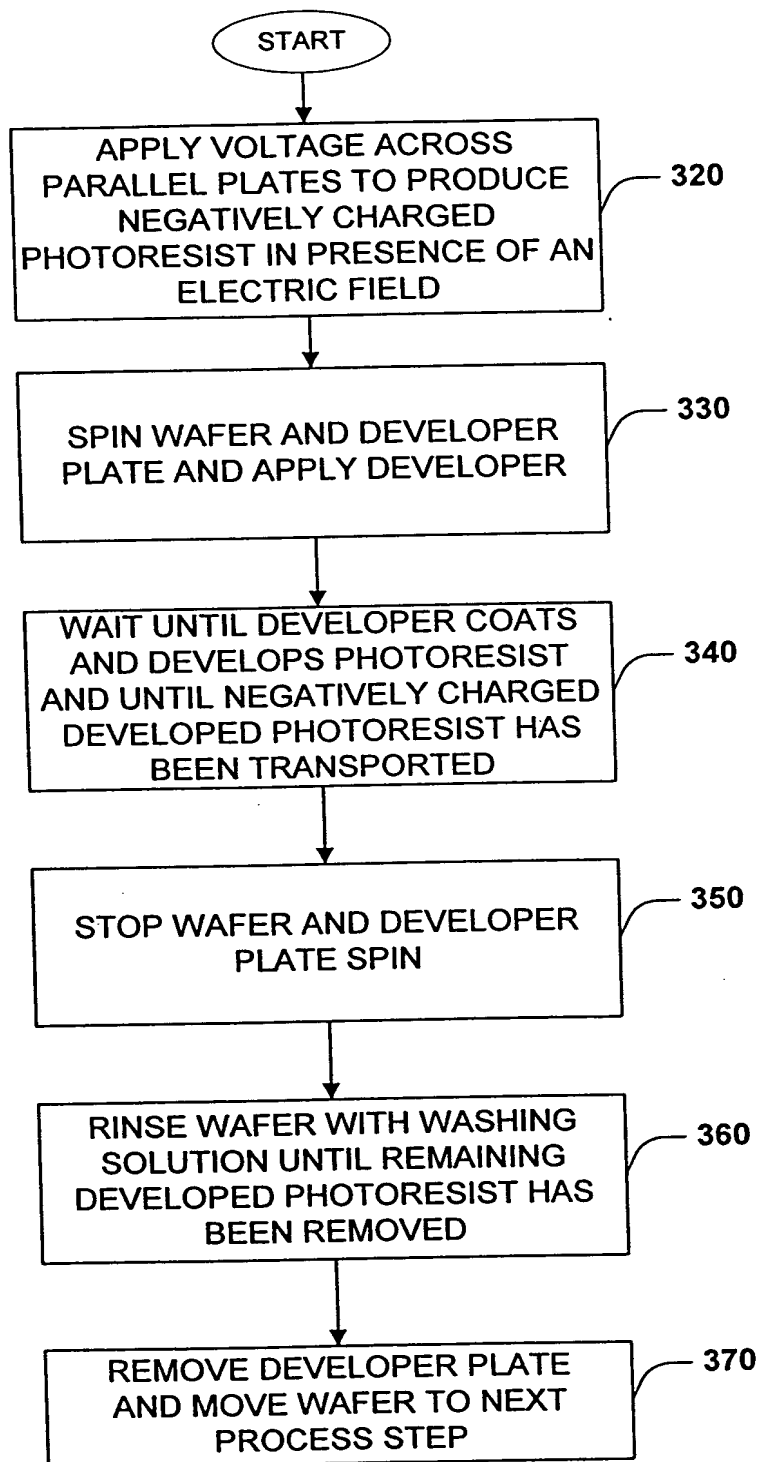 START
APPLY VOLTAGE ACROSS
PARALLEL PLATES TO PRODUCE
NEGATIVELY CHARGED
PHOTORESIST IN PRESENCE OF AN
ELECTRIC FIELD
320
SPIN WAFER AND DEVELOPER
PLATE AND APPLY DEVELOPER
330
WAIT UNTIL DEVELOPER COATS
AND DEVELOPS PHOTORESIST
AND UNTIL NEGATIVELY CHARGED
DEVELOPED PHOTORESIST HAS
BEEN TRANSPORTED
340
STOP WAFER AND DEVELOPER
PLATE SPIN
350
RINSE WAFER WITH WASHING
SOLUTION UNTIL REMAINING
DEVELOPED PHOTORESIST HAS
BEEN REMOVED
360
REMOVE DEVELOPER PLATE
AND MOVE WAFER TO NEXT
PROCESS STEP
370